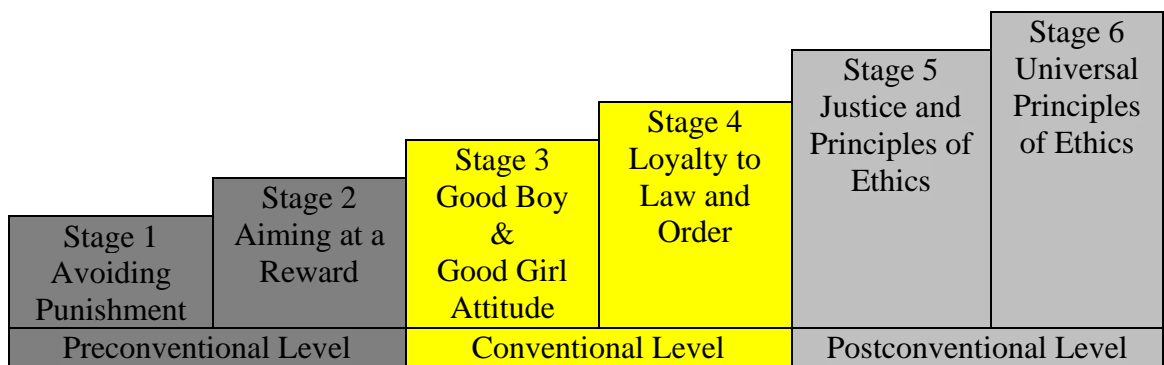 Stage 1
Avoiding
Punishment
Stage 2
Aiming at a
Reward
Stage 3
Good Boy
&
Good Girl
Attitude
Stage 4
Loyalty to
Law and
Order
Stage 5
Justice and
Principles of
Ethics
Stage 6
Universal
Principles
of Ethics
Preconventional Level
Conventional Level
Postconventional Level